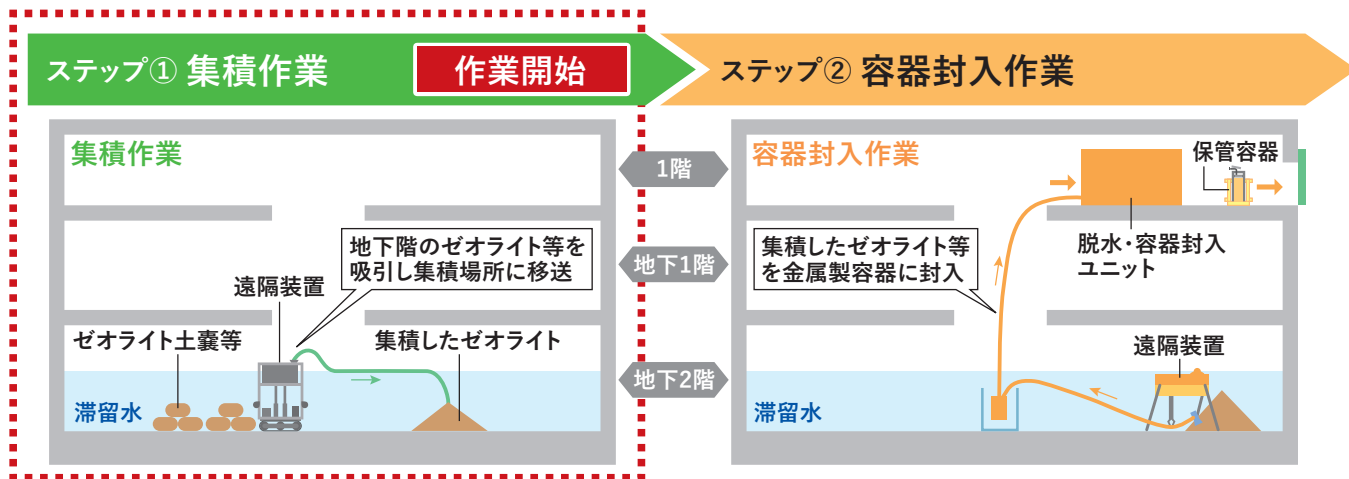 ステップ① 集積作業
作業開始
ステップ② 容器封入作業
集積作業
地下階のゼオライト等を
吸引し集積場所に移送
遠隔装置
ゼオライト土嚢等
集積したゼオライト
滞留水
1階
地下1階
地下2階
容器封入作業
保管容器
集積したゼオライト等
を金属製容器に封入
脱水・容器封入
ユニット
遠隔装置
滞留水